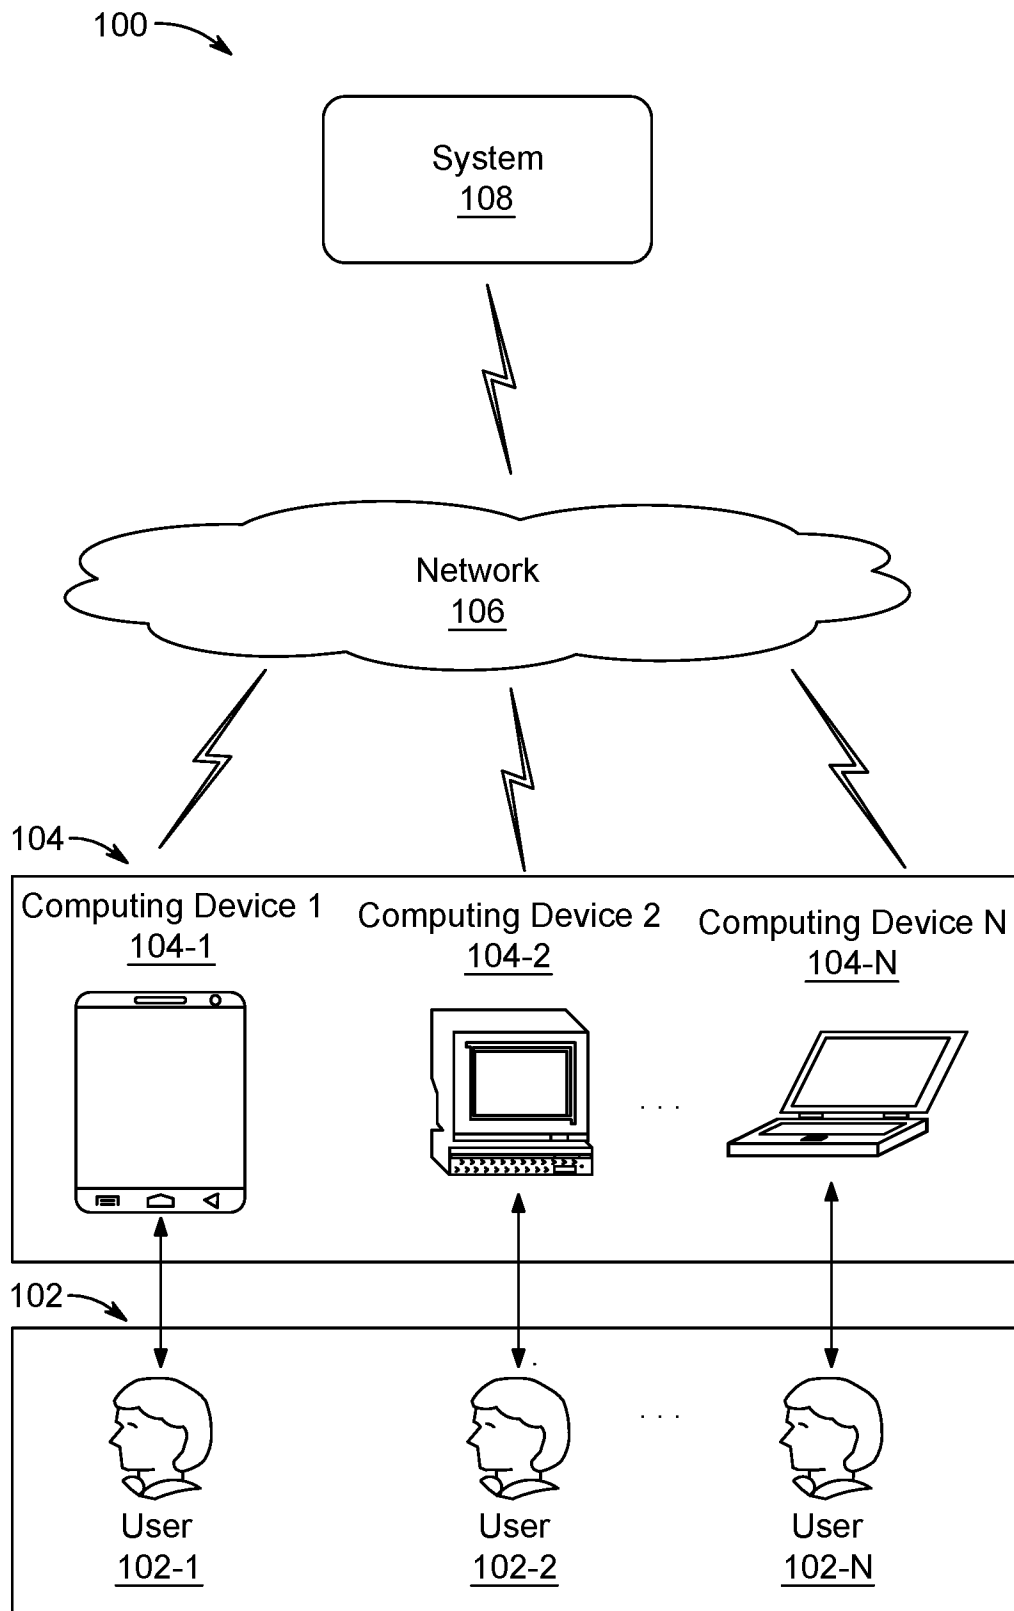 100
System
108
Network
106
104
Computing Device 1
104-1
Computing Device 2
104-2
Computing Device N
104-N
. . .
102
. . .
User
102-1
User
102-2
User
102-N